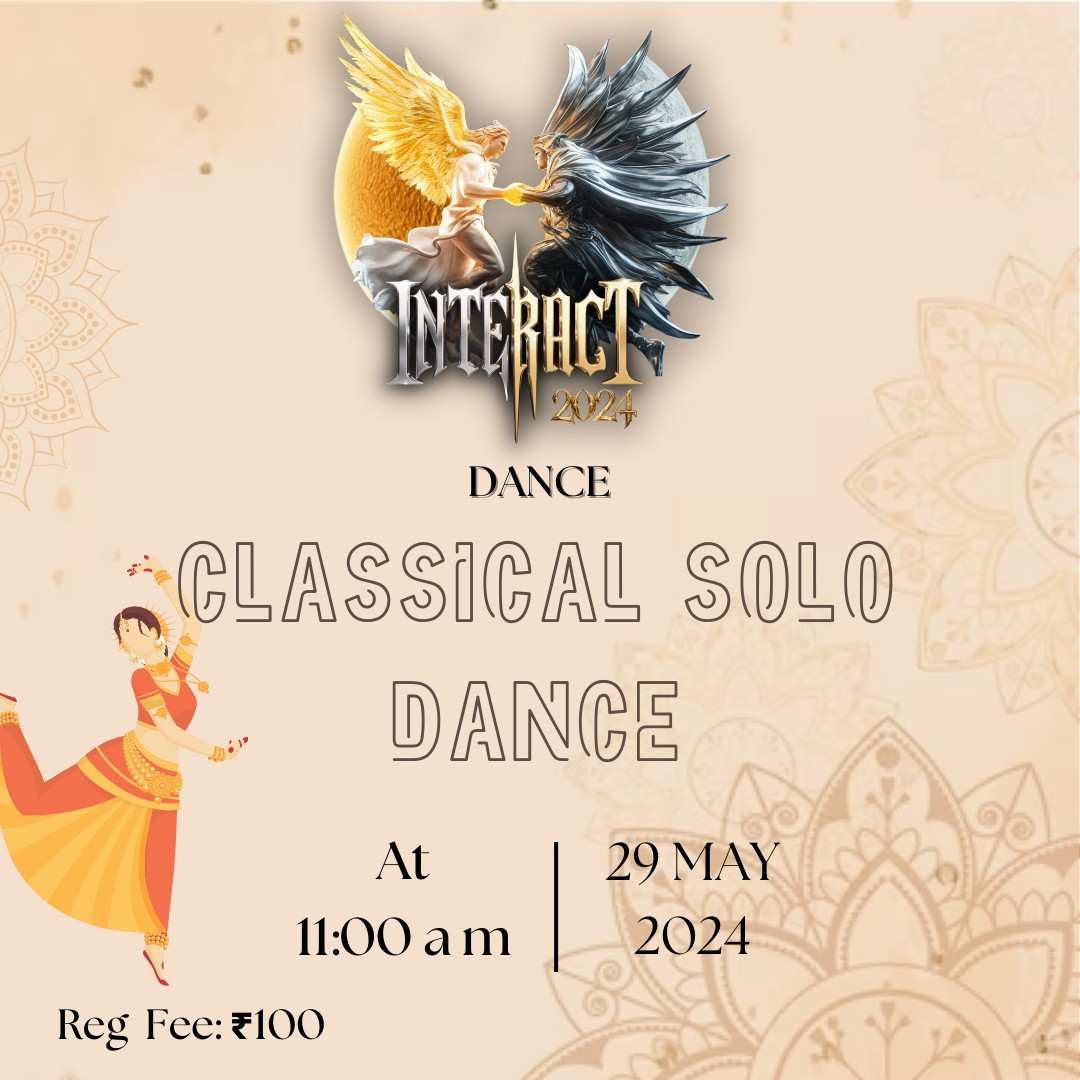 INTERACT
2024
DANCE
CLASSICAL SOLO
DANCE
At
11:00 a m
29 MAY
2024
Reg Fee: ₹100